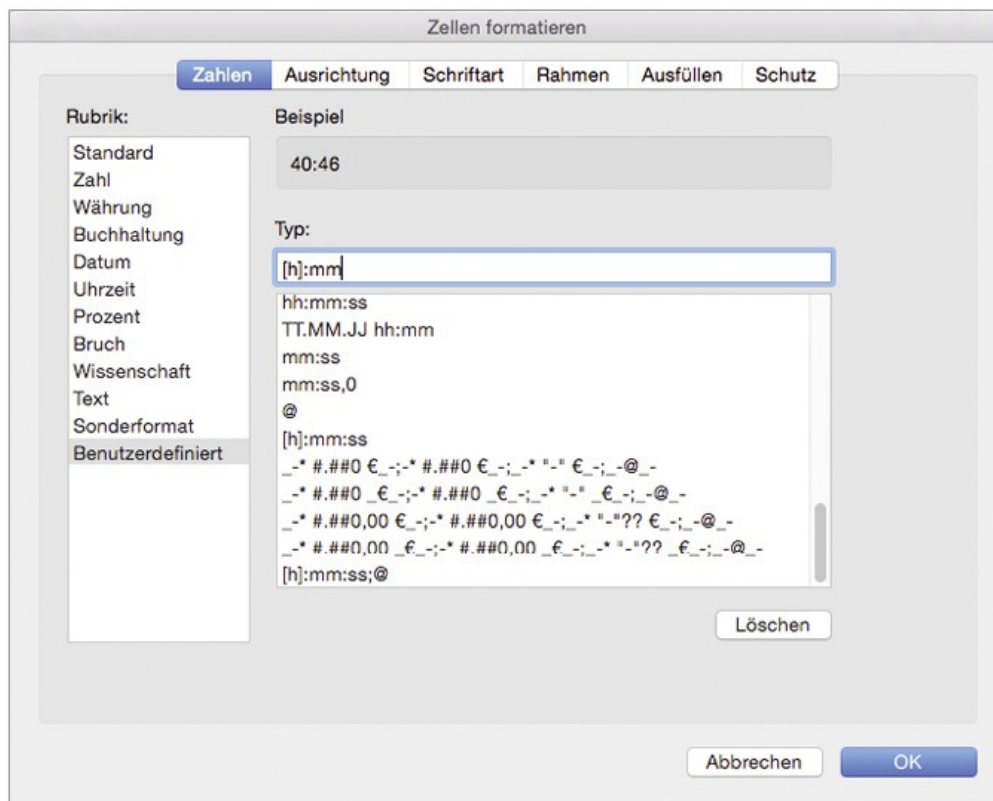 Zellen formatieren
Zahlen Ausrichtung Schriftart Rahmen Ausfüllen Schutz
Rubrik:
Standard
Zahl
Währung
Buchhaltung
Datum
Uhrzeit
Prozent
Bruch
Wissenschaft
Text
Sonderformat
Benutzerdefiniert
Beispiel
40:46
Typ:
[h]:mm
hh:mm:ss
TT.MM.JJ hh:mm
mm:ss
mm:ss,0
@
[h]:mm:ss
_-* #.##0 €_-;-* #.##0 €_-;_-* "-" €_-;_-@_-
_-* #.##0 _€_-;-* #.##0 _€_-;_-* "-" _€_-;_-@_-
_-* #.##0,00 €_-;-* #.##0,00 €_-;_-* "-"?? €_-;_-@_-
_-* #.##0,00 _€_-;-* #.##0,00 _€_-;_-* "-"?? _€_-;_-@_-
[h]:mm:ss;@
Löschen
Abbrechen OK